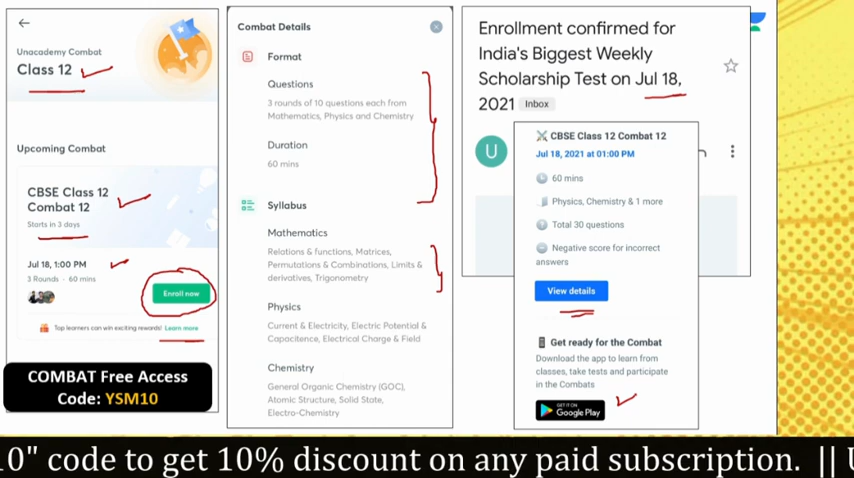 Unacademy Combat
Class 12
Upcoming Combat
CBSE Class 12
Combat 12
Starts in 3 days
Jul 18, 1:00 PM
3 Rounds · 60 mins
Enroll now
Top learners can win exciting rewards! Learn more
COMBAT Free Access
Code: YSM10
Combat Details
Format
Questions
3 rounds of 10 questions each from
Mathematics, Physics and Chemistry
Duration
60 mins
Syllabus
Mathematics
Relations & functions, Matrices,
Permutations & Combinations, Limits &
derivatives, Trigonometry
Physics
Current & Electricity, Electric Potential &
Capacitence, Electrical Charge & Field
Chemistry
General Organic Chemistry (GOC),
Atomic Structure, Solid State,
Electro-Chemistry
Enrollment confirmed for
India's Biggest Weekly
Scholarship Test on Jul 18,
2021 Inbox
U
CBSE Class 12 Combat 12
Jul 18, 2021 at 01:00 PM
60 mins
Physics, Chemistry & 1 more
Total 30 questions
Negative score for incorrect
answers
View details
Get ready for the Combat
Download the app to learn from
classes, take tests and participate
in the Combats
GET IT ON
Google Play
0" code to get 10% discount on any paid subscription. || U